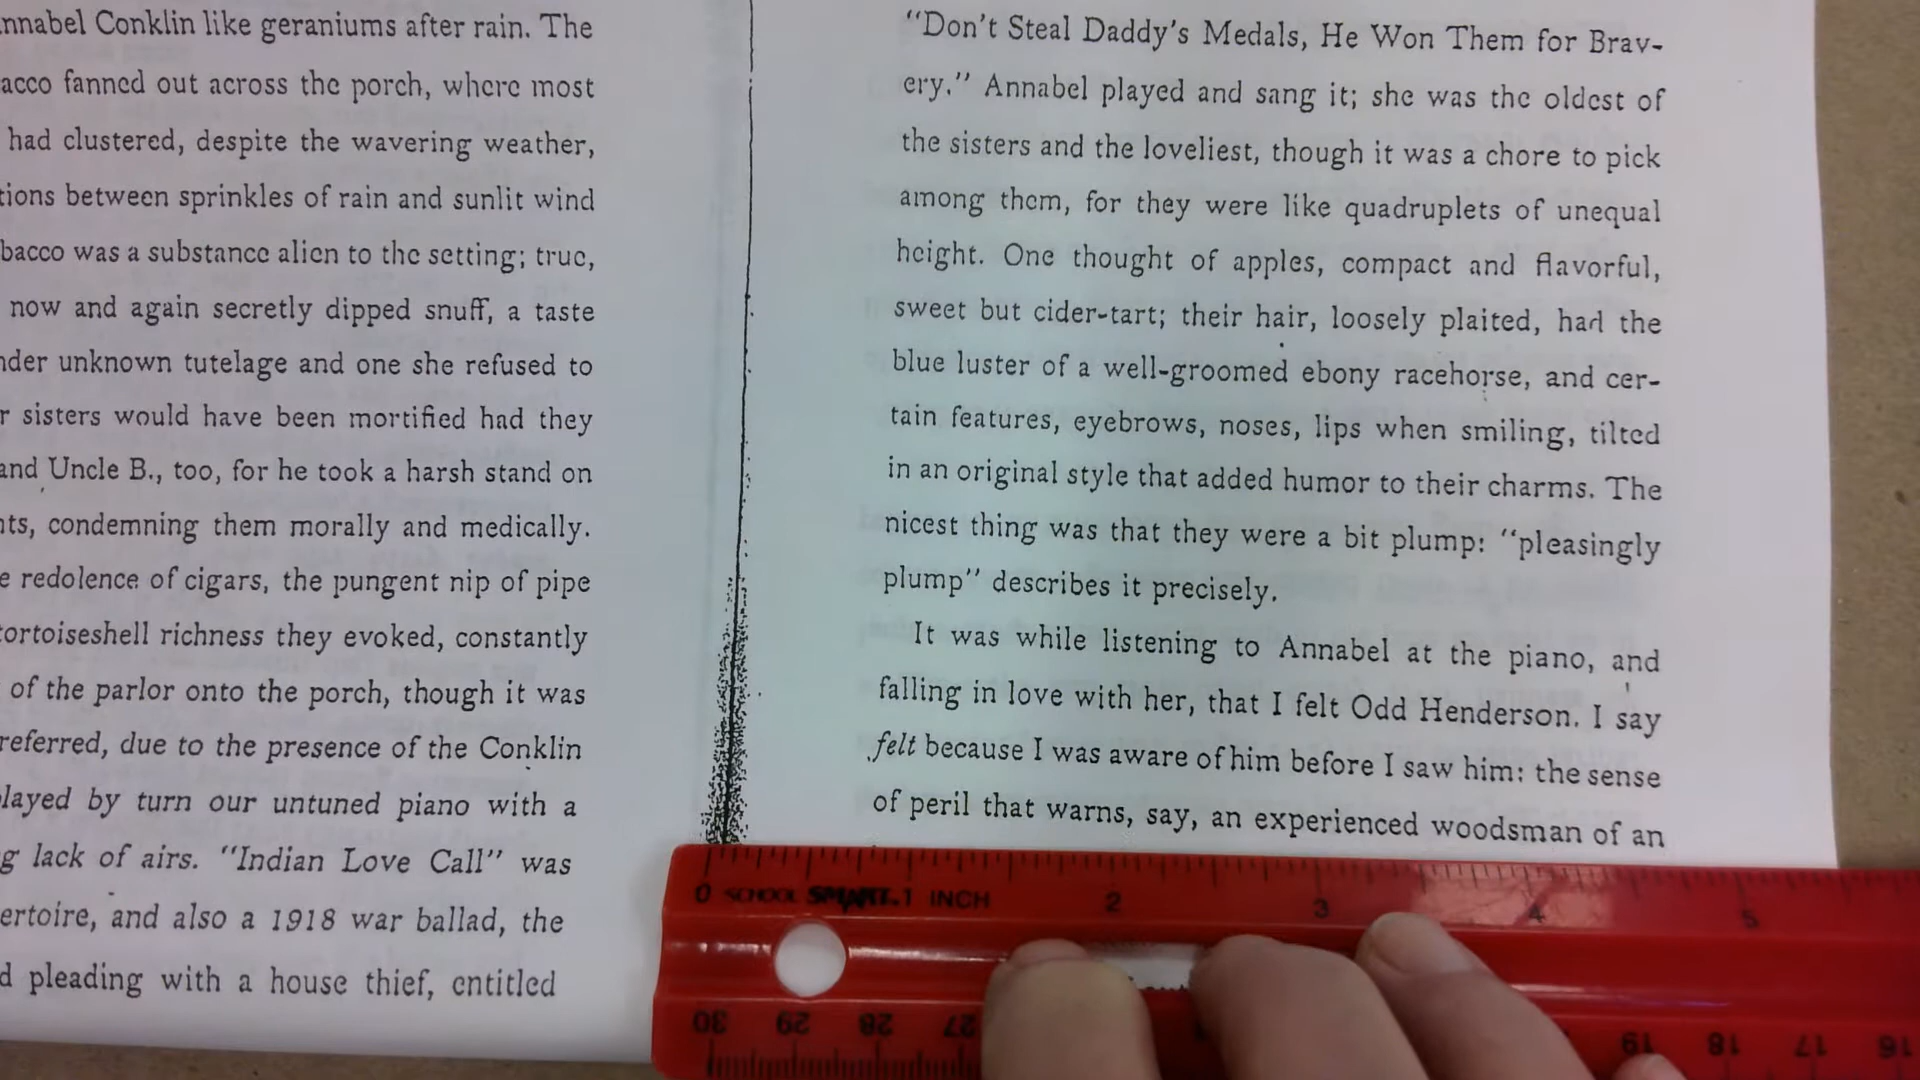 nnabel Conklin like geraniums after rain. The
acco fanned out across the porch, where most
had clustered, despite the wavering weather,
tions between sprinkles of rain and sunlit wind
bacco was a substance alien to the setting; true,
now and again secretly dipped snuff, a taste
nder unknown tutelage and one she refused to
r sisters would have been mortified had they
and Uncle B., too, for he took a harsh stand on
nts, condemning them morally and medically.
e redolence of cigars, the pungent nip of pipe
tortoiseshell richness they evoked, constantly
of the parlor onto the porch, though it was
referred, due to the presence of the Conklin
layed by turn our untuned piano with a
g lack of airs. "Indian Love Call" was
ertoire, and also a 1918 war ballad, the
d pleading with a house thief, entitled
"Don't Steal Daddy's Medals, He Won Them for Brav-
ery." Annabel played and sang it; she was the oldest of
the sisters and the loveliest, though it was a chore to pick
among them, for they were like quadruplets of unequal
height. One thought of apples, compact and flavorful,
sweet but cider-tart; their hair, loosely plaited, had the
blue luster of a well-groomed ebony racehorse, and cer-
tain features, eyebrows, noses, lips when smiling, tilted
in an original style that added humor to their charms. The
nicest thing was that they were a bit plump: "pleasingly
plump" describes it precisely.
It was while listening to Annabel at the piano, and
falling in love with her, that I felt Odd Henderson. I say
felt because I was aware of him before I saw him: the sense
of peril that warns, say, an experienced woodsman of an
0 SCHOOL SMART. 1 INCH 2 3 4 5
30 29 28 27 19 18 17 16